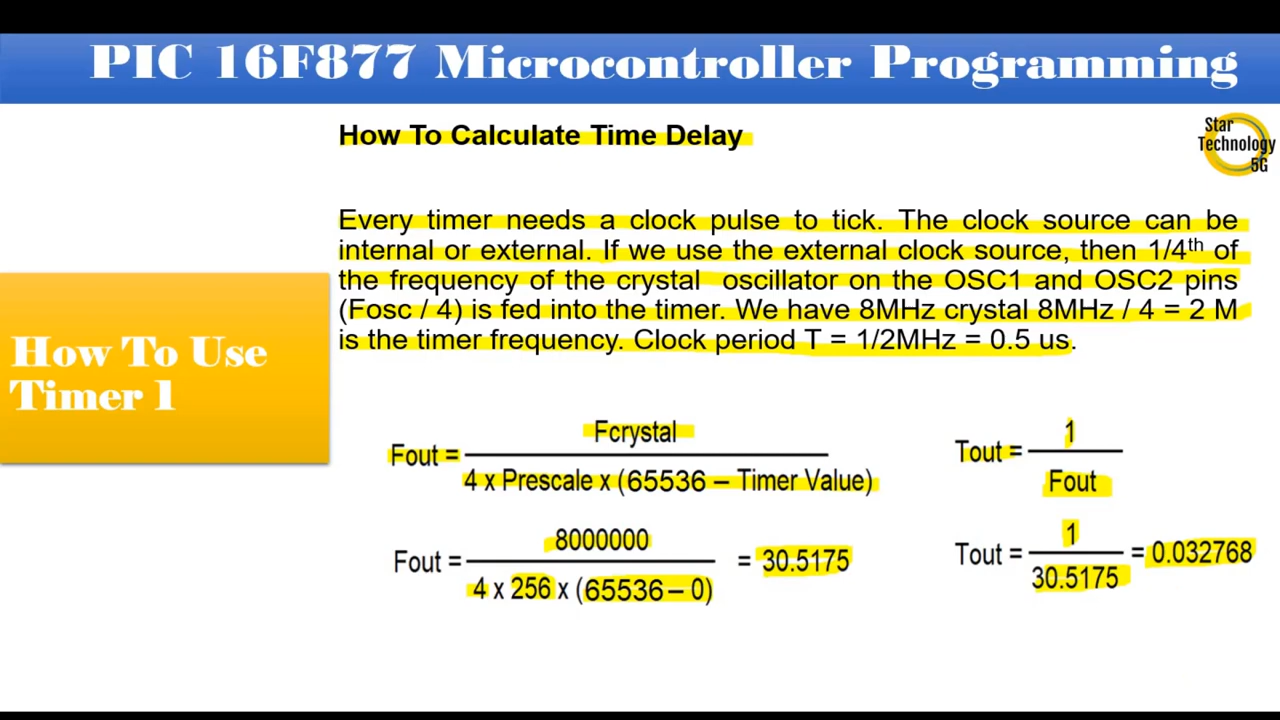 PIC 16F877 Microcontroller Programming
How To Calculate Time Delay
Star
Technology
5G
Every timer needs a clock pulse to tick. The clock source can be
internal or external. If we use the external clock source, then 1/4th of
the frequency of the crystal oscillator on the OSC1 and OSC2 pins
(Fosc / 4) is fed into the timer. We have 8MHz crystal 8MHz / 4 = 2 M
is the timer frequency. Clock period T = 1/2MHz = 0.5 us.
How To Use
Timer 1
Fcrystal
Fout =
4 x Prescale x (65536 – Timer Value)
1
Tout =
Fout
8000000
Fout = = 30.5175
4 x 256 x (65536 – 0)
1
Tout = = 0.032768
30.5175